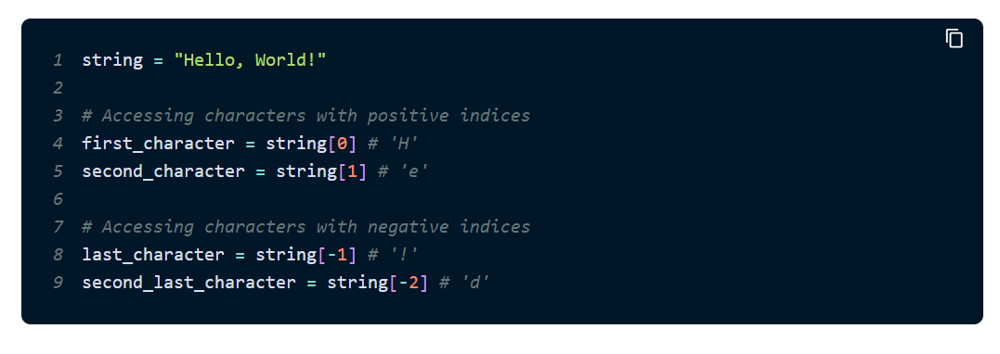 1 string = "Hello, World!"
2
3 # Accessing characters with positive indices
4 first_character = string[0] # 'H'
5 second_character = string[1] # 'e'
6
7 # Accessing characters with negative indices
8 last_character = string[-1] # '!'
9 second_last_character = string[-2] # 'd'